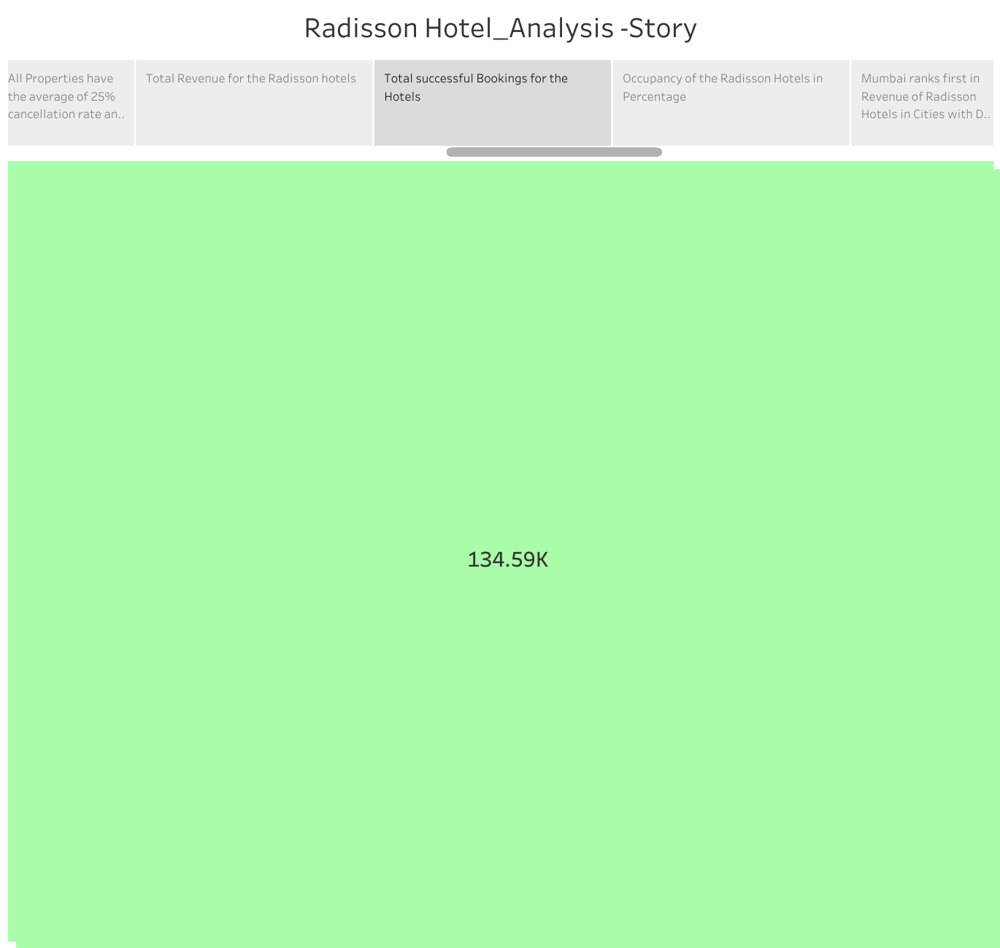 Radisson Hotel_Analysis -Story
All Properties have
the average of 25%
cancellation rate an..
Total Revenue for the Radisson hotels
Total successful Bookings for the
Hotels
Occupancy of the Radisson Hotels in
Percentage
Mumbai ranks first in
Revenue of Radisson
Hotels in Cities with D..
134.59K